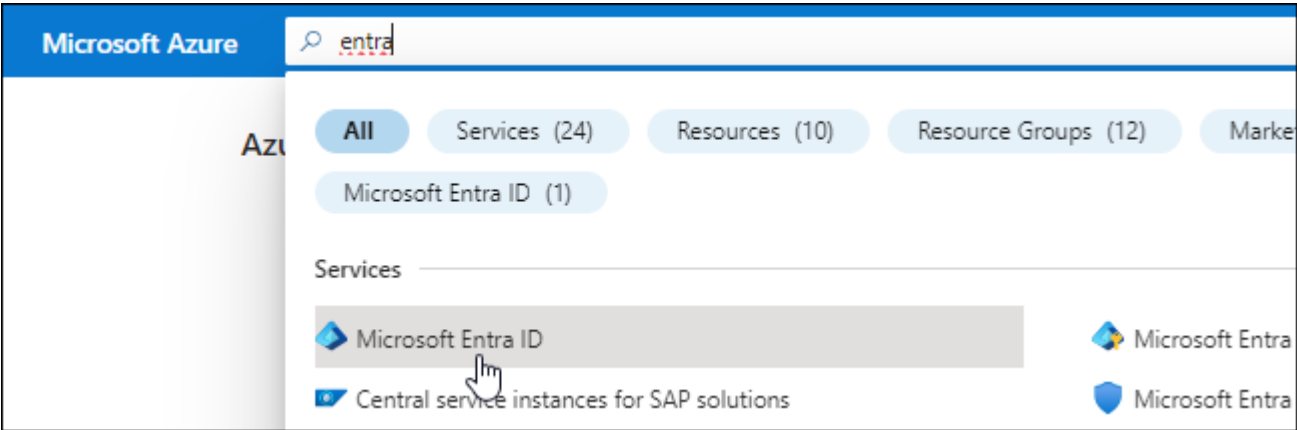 Microsoft Azure entra
All Services (24) Resources (10) Resource Groups (12) Marke
Azu
Microsoft Entra ID (1)
Services
Microsoft Entra ID Microsoft Entra
Central service instances for SAP solutions Microsoft Entra